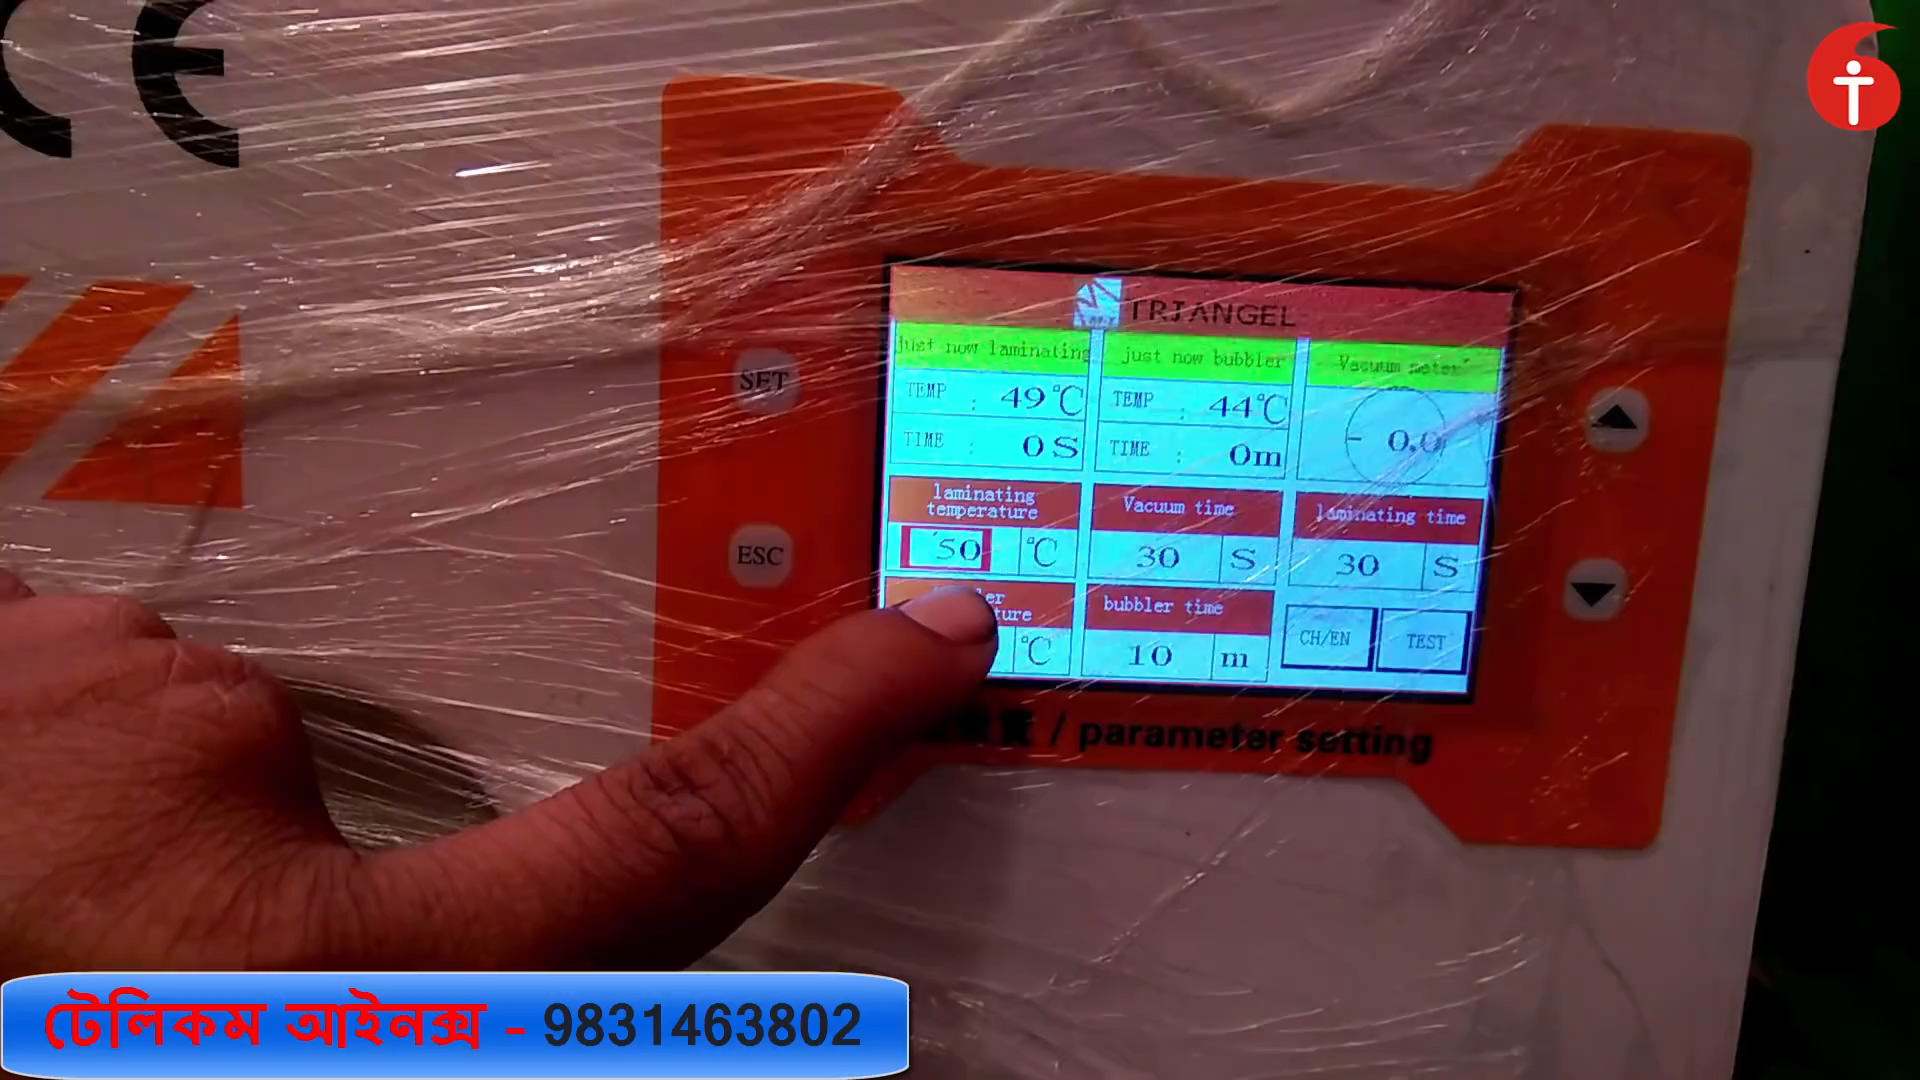 CE
TRIANGEL
just now laminating
just now bubbler
Vacuum meter
TEMP : 49℃
TEMP : 44℃
- 0.0
TIME : 0 S
TIME : 0m
laminating
temperature
Vacuum time
laminating time
50 ℃
30 S
30 S
bubbler time
℃
10 m
CH/EN
TEST
SET
ESC
/ parameter setting
টেলিকম আইনক্স - 9831463802